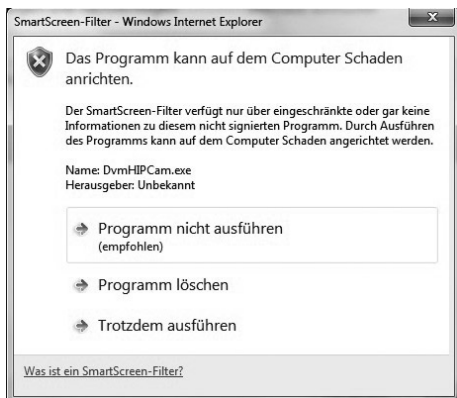 SmartScreen-Filter - Windows Internet Explorer
Das Programm kann auf dem Computer Schaden
anrichten.
Der SmartScreen-Filter verfügt nur über eingeschränkte oder gar keine
Informationen zu diesem nicht signierten Programm. Durch Ausführen
des Programms kann auf dem Computer Schaden angerichtet werden.
Name: DvmHIPCam.exe
Herausgeber: Unbekannt
Programm nicht ausführen
(empfohlen)
Programm löschen
Trotzdem ausführen
Was ist ein SmartScreen-Filter?